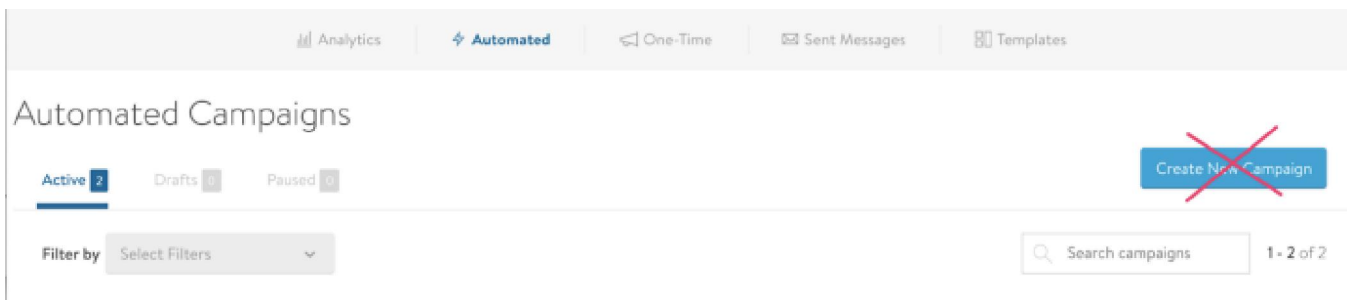 Analytics Automated One-Time Sent Messages Templates
Automated Campaigns
Create New Campaign
Active 2 Drafts 0 Paused 0
Filter by Select Filters Search campaigns 1 - 2 of 2